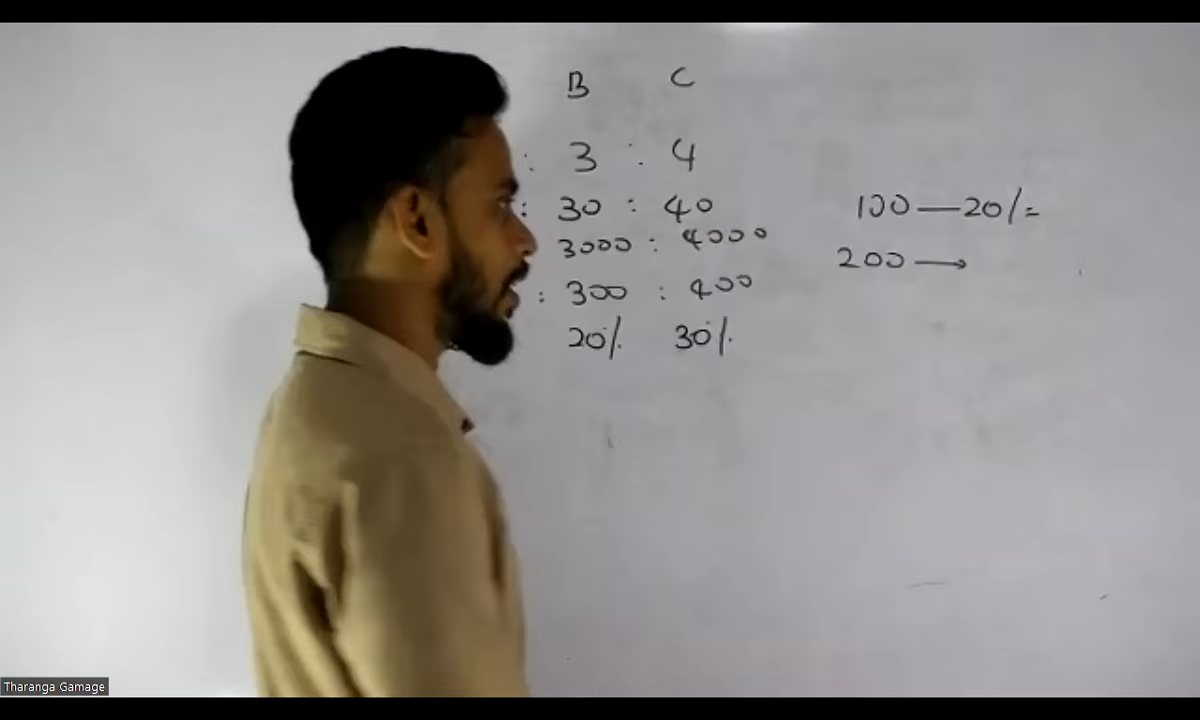 B C
: 3 : 4
: 30 : 40
3000 : 4000
: 300 : 400
20% 30%
100 — 20/=
200 →
Tharanga Gamage